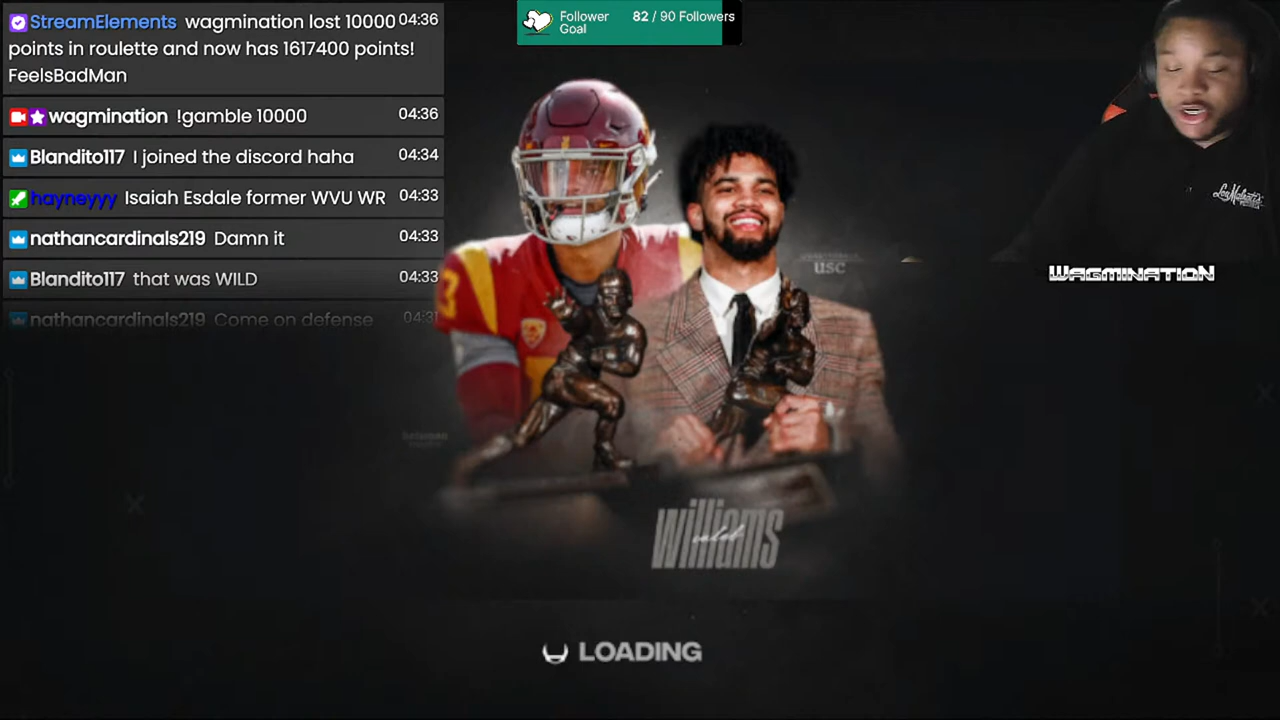 StreamElements wagmination lost 10000 04:36
points in roulette and now has 1617400 points!
FeelsBadMan
wagmination !gamble 10000 04:36
Blandito117 I joined the discord haha 04:34
hayneyyy Isaiah Esdale former WVU WR 04:33
nathancardinals219 Damn it 04:33
Blandito117 that was WILD 04:33
nathancardinals219 Come on defense
Follower
Goal
82 / 90 Followers
WAGMINATION
USC
williams
caleb
LOADING